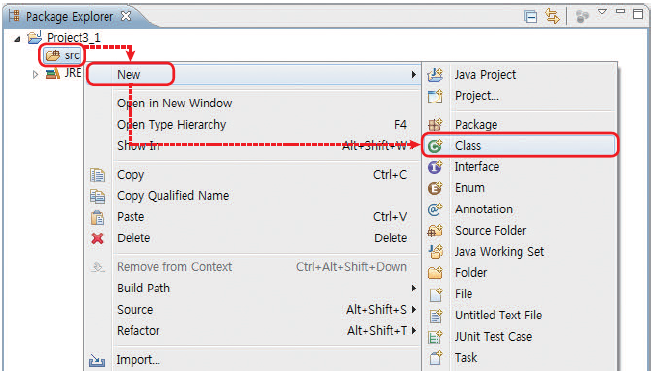 Package Explorer
Project3_1
src
JRE
New
Open in New Window
Open Type Hierarchy F4
Show In Alt+Shift+W
Copy Ctrl+C
Copy Qualified Name
Paste Ctrl+V
Delete Delete
Remove from Context Ctrl+Alt+Shift+Down
Build Path
Source Alt+Shift+S
Refactor Alt+Shift+T
Import...
Java Project
Project...
Package
Class
Interface
Enum
Annotation
Source Folder
Java Working Set
Folder
File
Untitled Text File
JUnit Test Case
Task